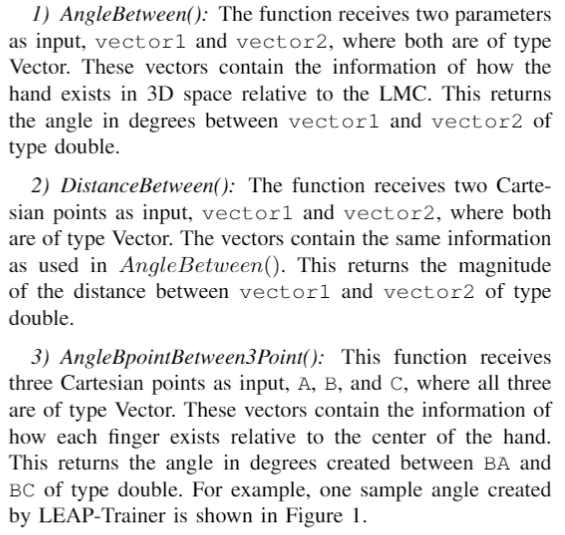 1) AngleBetween(): The function receives two parameters
as input, vector1 and vector2, where both are of type
Vector. These vectors contain the information of how the
hand exists in 3D space relative to the LMC. This returns
the angle in degrees between vector1 and vector2 of
type double.
2) DistanceBetween(): The function receives two Carte-
sian points as input, vector1 and vector2, where both
are of type Vector. The vectors contain the same information
as used in AngleBetween(). This returns the magnitude
of the distance between vector1 and vector2 of type
double.
3) AngleBpointBetween3Point(): This function receives
three Cartesian points as input, A, B, and C, where all three
are of type Vector. These vectors contain the information of
how each finger exists relative to the center of the hand.
This returns the angle in degrees created between BA and
BC of type double. For example, one sample angle created
by LEAP-Trainer is shown in Figure 1.